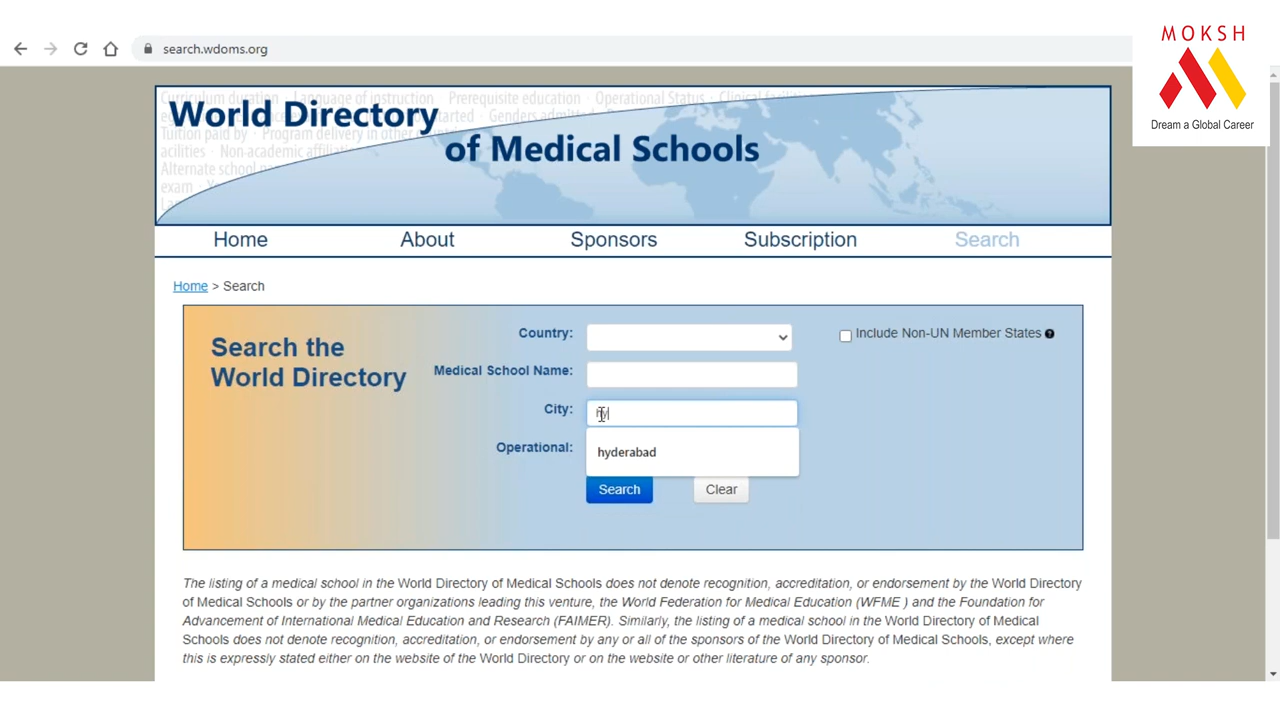 search.wdoms.org
MOKSH
Dream a Global Career
World Directory
of Medical Schools
Home
About
Sponsors
Subscription
Search
Home > Search
Search the
World Directory
Country:
Include Non-UN Member States
Medical School Name:
City:
hy
Operational:
hyderabad
Search
Clear
The listing of a medical school in the World Directory of Medical Schools does not denote recognition, accreditation, or endorsement by the World Directory
of Medical Schools or by the partner organizations leading this venture, the World Federation for Medical Education (WFME ) and the Foundation for
Advancement of International Medical Education and Research (FAIMER). Similarly, the listing of a medical school in the World Directory of Medical
Schools does not denote recognition, accreditation, or endorsement by any or all of the sponsors of the World Directory of Medical Schools, except where
this is expressly stated either on the website of the World Directory or on the website or other literature of any sponsor.